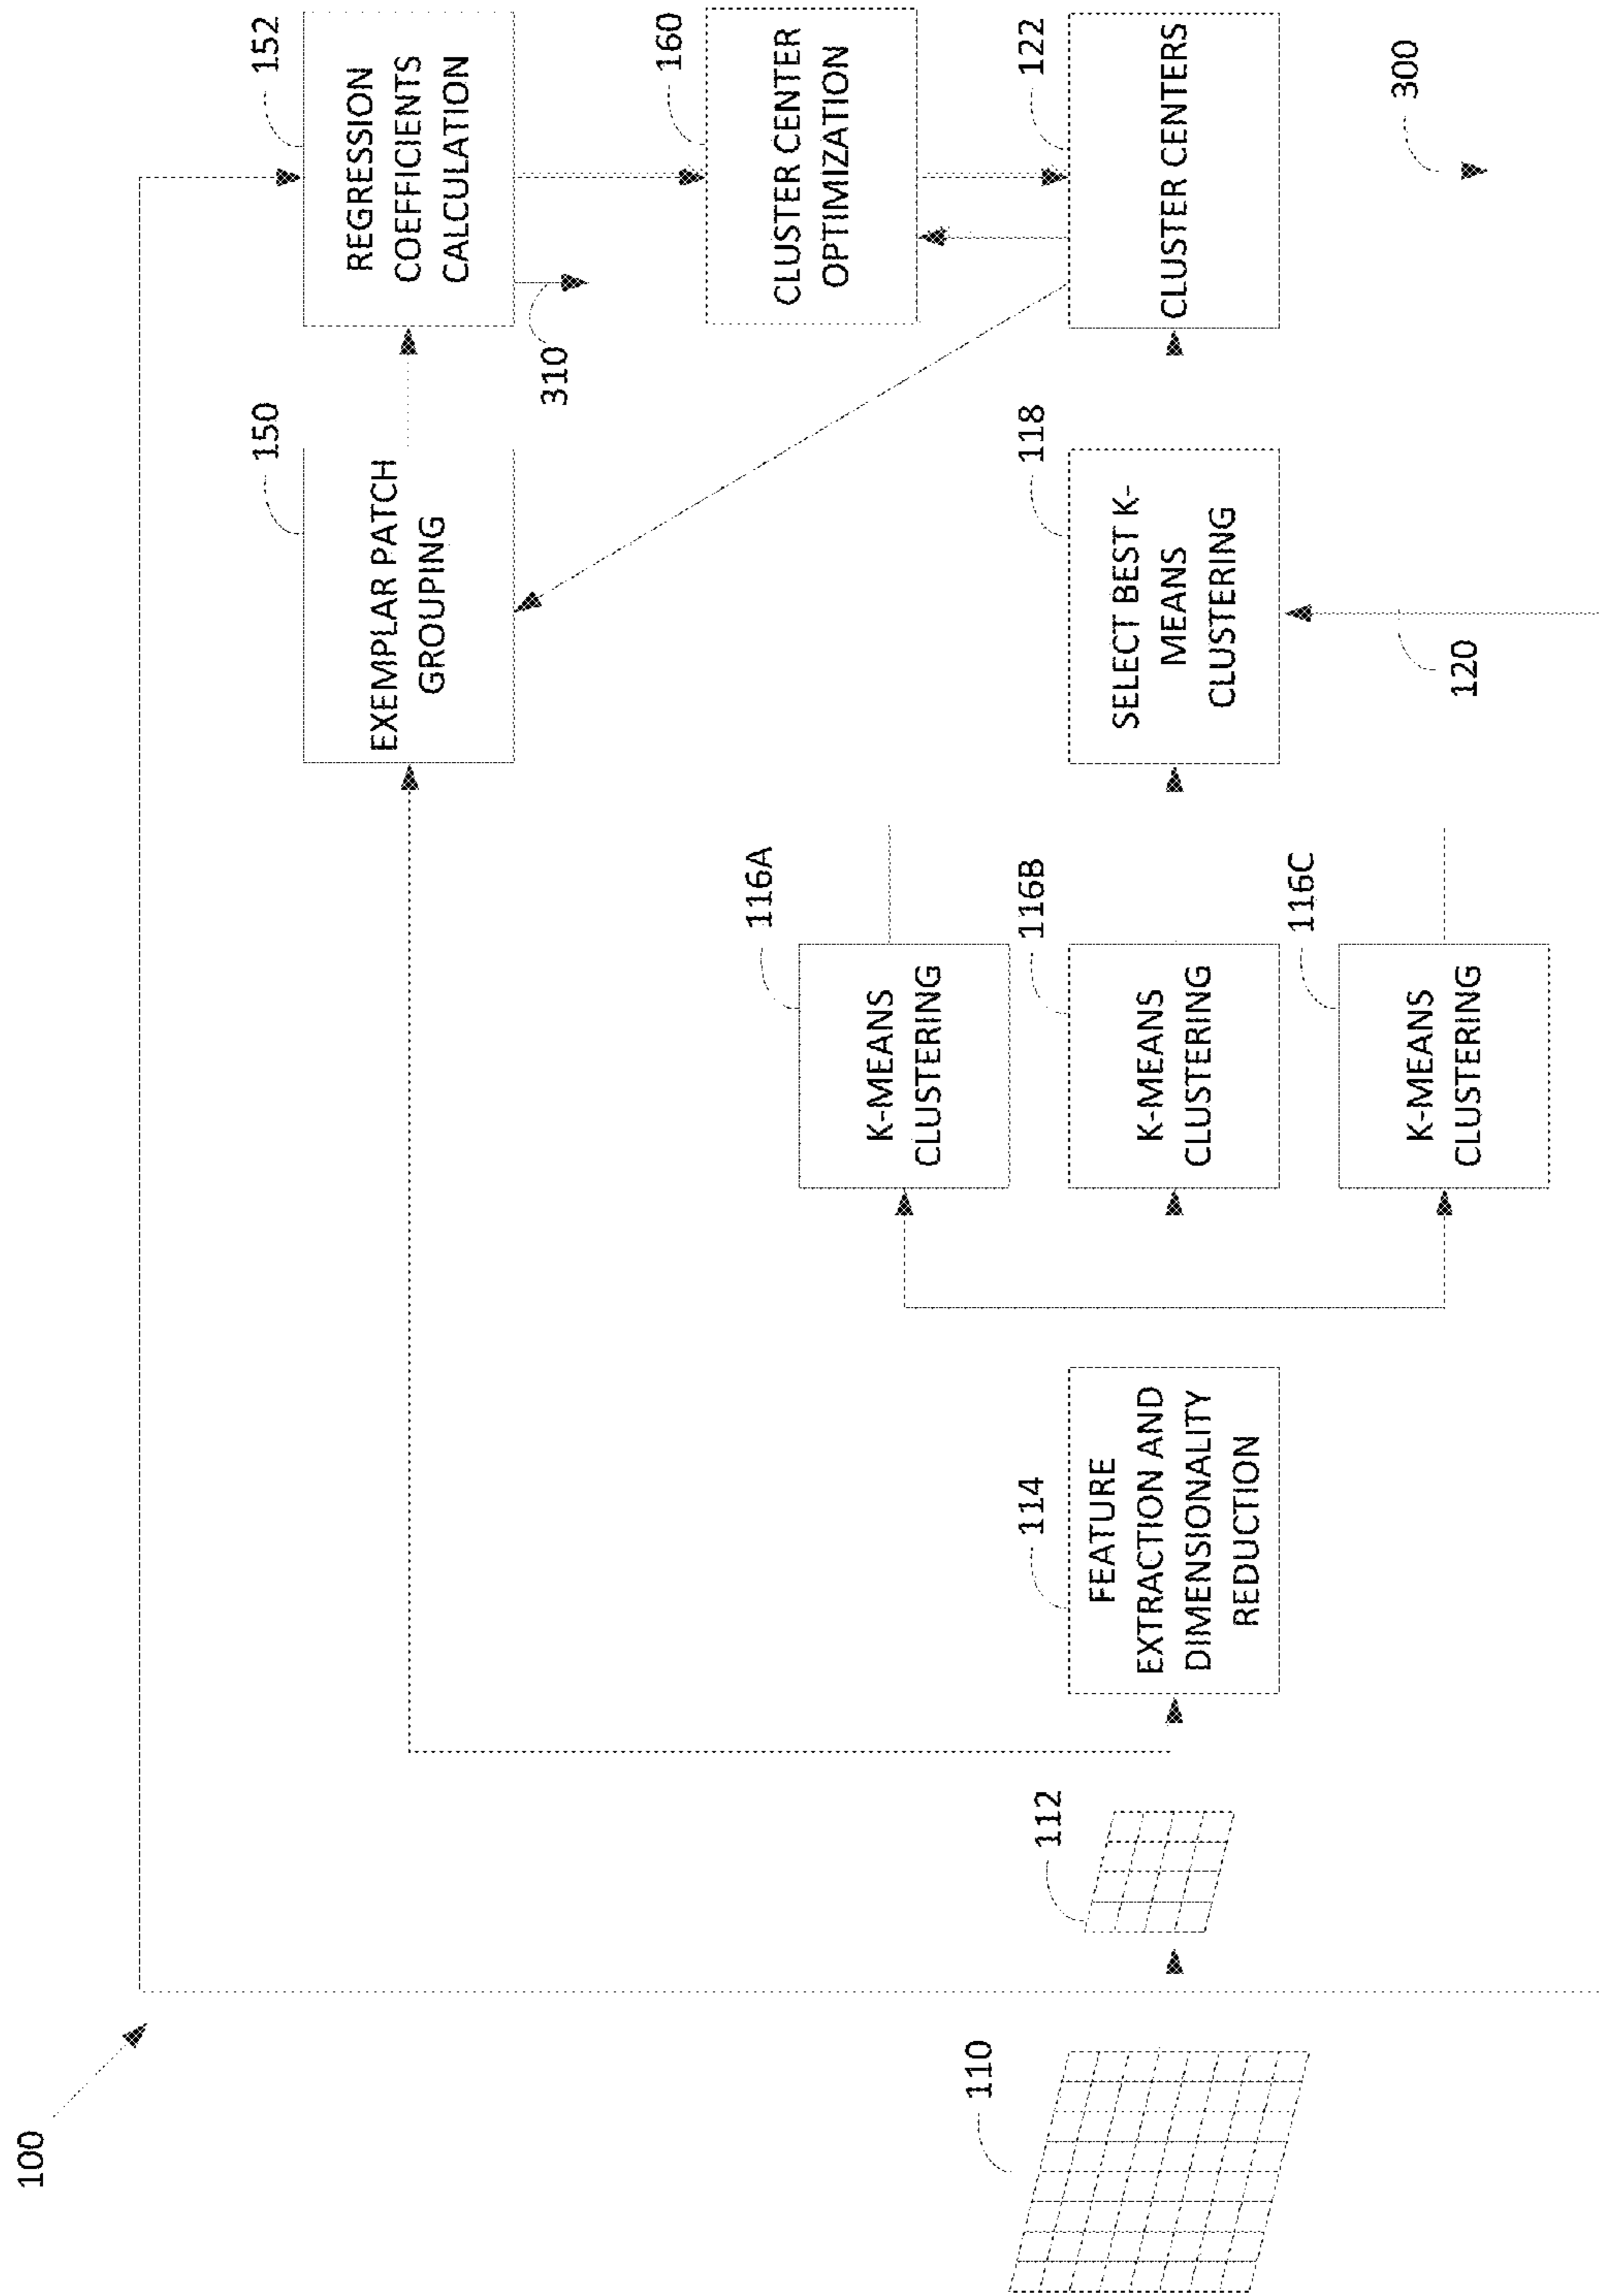 100
110
112
114
FEATURE
EXTRACTION AND
DIMENSIONALITY
REDUCTION
116A
K-MEANS
CLUSTERING
116B
K-MEANS
CLUSTERING
116C
K-MEANS
CLUSTERING
150
EXEMPLAR PATCH
GROUPING
118
SELECT BEST K-
MEANS
CLUSTERING
120
152
REGRESSION
COEFFICIENTS
CALCULATION
310
160
CLUSTER CENTER
OPTIMIZATION
122
CLUSTER CENTERS
300